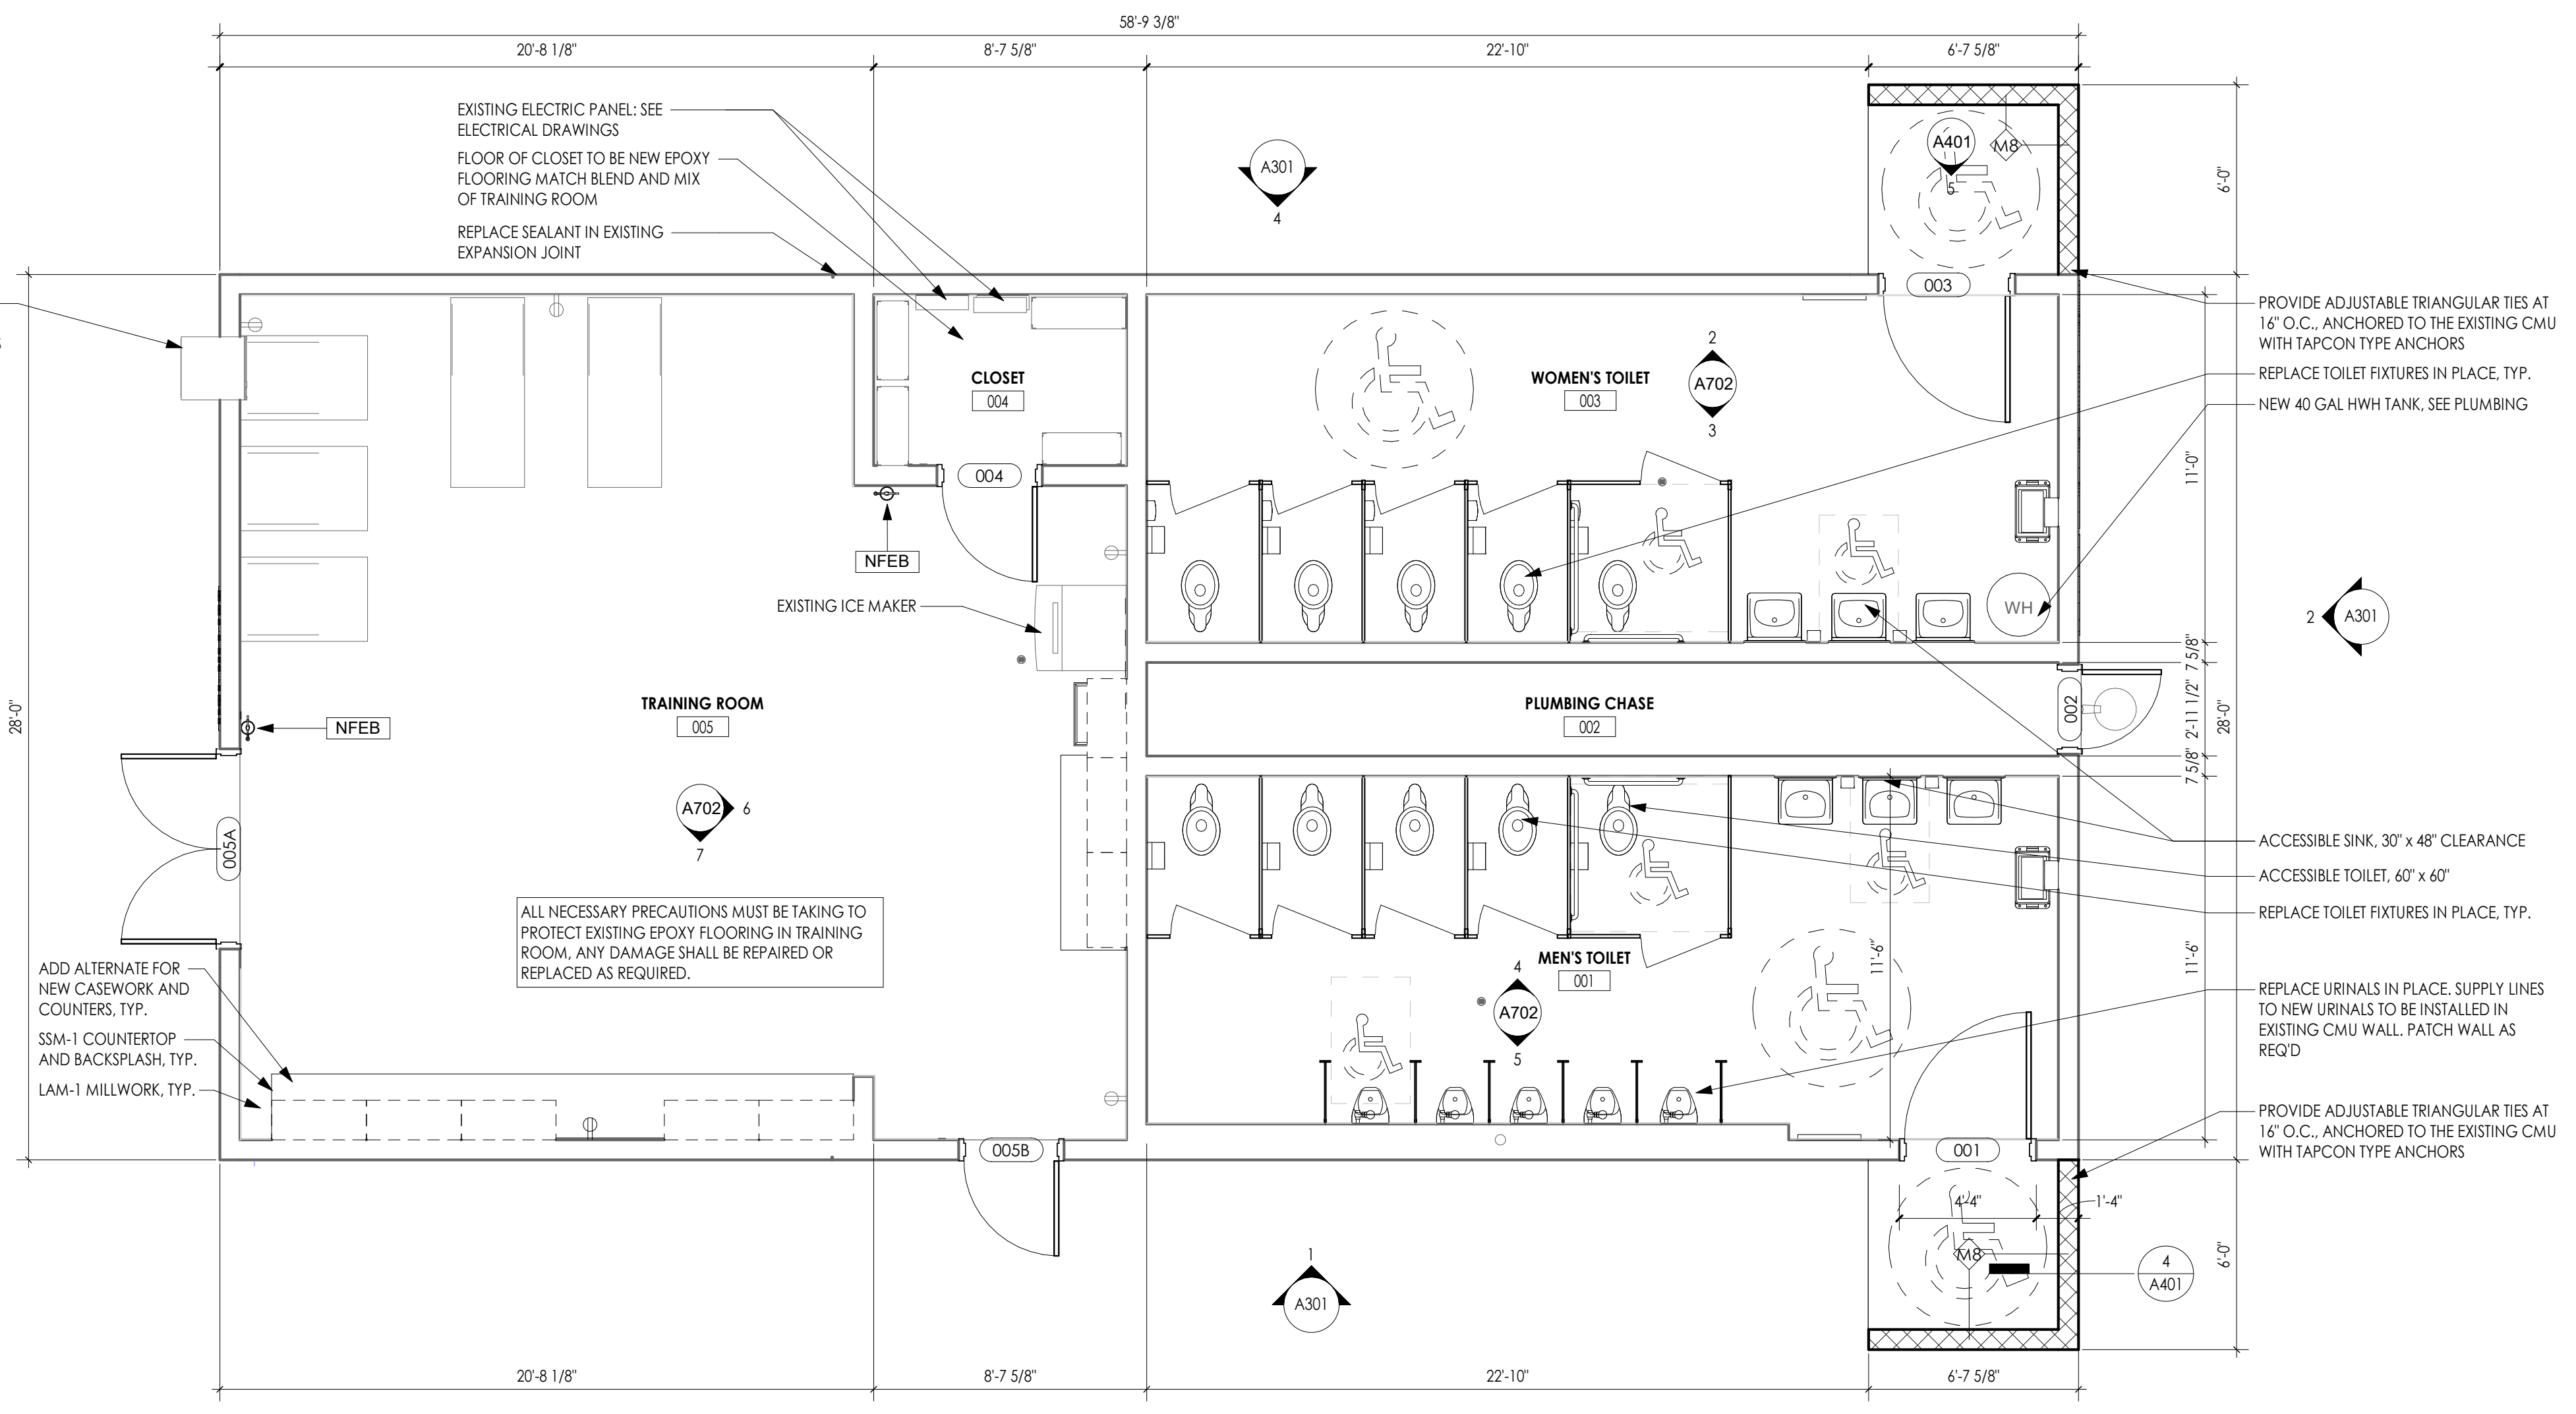 58'-9 3/8"
20'-8 1/8"
8'-7 5/8"
22'-10"
6'-7 5/8"
EXISTING ELECTRIC PANEL: SEE
ELECTRICAL DRAWINGS
FLOOR OF CLOSET TO BE NEW EPOXY
FLOORING MATCH BLEND AND MIX
OF TRAINING ROOM
REPLACE SEALANT IN EXISTING
EXPANSION JOINT
A301
4
A401
5
M8
6'-0"
003
PROVIDE ADJUSTABLE TRIANGULAR TIES AT
16" O.C., ANCHORED TO THE EXISTING CMU
WITH TAPCON TYPE ANCHORS
REPLACE TOILET FIXTURES IN PLACE, TYP.
NEW 40 GAL HWH TANK, SEE PLUMBING
CLOSET
004
004
WOMEN'S TOILET
003
2
A702
3
11'-0"
NFEB
EXISTING ICE MAKER
WH
2
A301
7 5/8"
2'-11 1/2"
7 5/8"
28'-0"
28'-0"
TRAINING ROOM
005
NFEB
PLUMBING CHASE
002
002
A702
6
7
005A
ACCESSIBLE SINK, 30" x 48" CLEARANCE
ACCESSIBLE TOILET, 60" x 60"
REPLACE TOILET FIXTURES IN PLACE, TYP.
ALL NECESSARY PRECAUTIONS MUST BE TAKING TO
PROTECT EXISTING EPOXY FLOORING IN TRAINING
ROOM, ANY DAMAGE SHALL BE REPAIRED OR
REPLACED AS REQUIRED.
MEN'S TOILET
001
4
A702
5
11'-6"
11'-6"
ADD ALTERNATE FOR
NEW CASEWORK AND
COUNTERS, TYP.
SSM-1 COUNTERTOP
AND BACKSPLASH, TYP.
LAM-1 MILLWORK, TYP.
REPLACE URINALS IN PLACE. SUPPLY LINES
TO NEW URINALS TO BE INSTALLED IN
EXISTING CMU WALL. PATCH WALL AS
REQ'D
PROVIDE ADJUSTABLE TRIANGULAR TIES AT
16" O.C., ANCHORED TO THE EXISTING CMU
WITH TAPCON TYPE ANCHORS
005B
001
4'-4"
1'-4"
M8
6'-0"
4
A401
1
A301
20'-8 1/8"
8'-7 5/8"
22'-10"
6'-7 5/8"